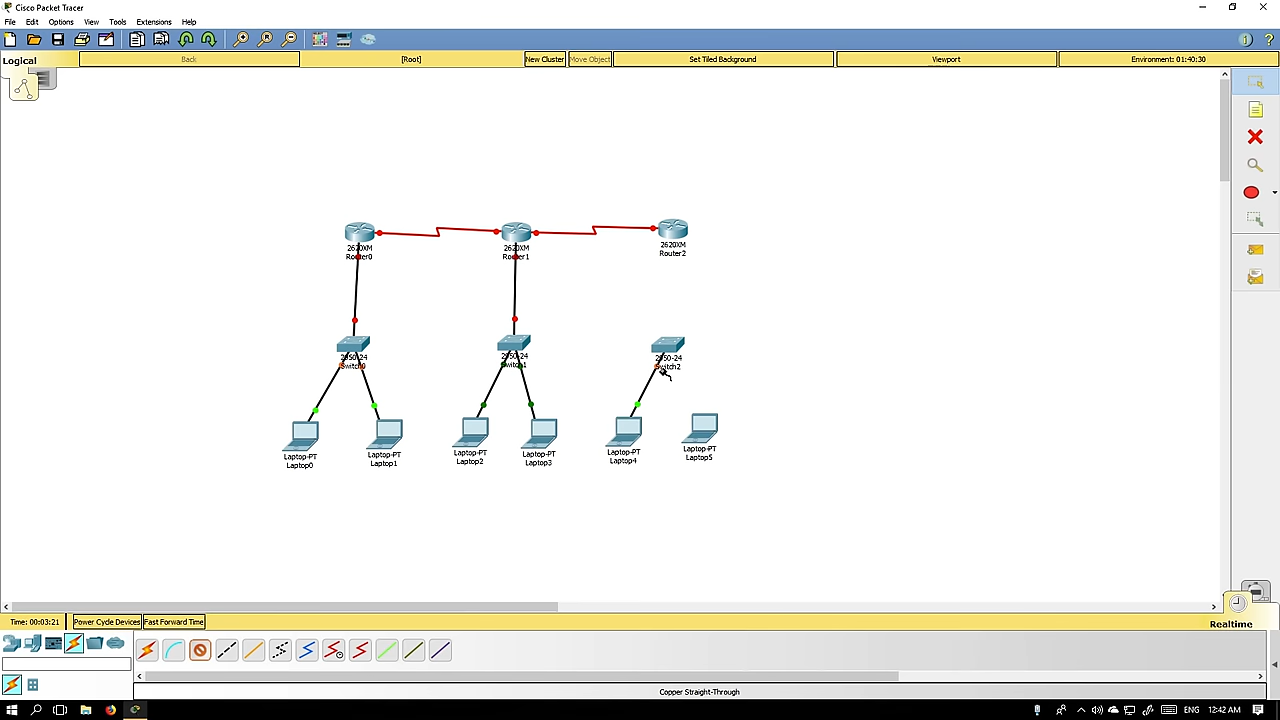 Cisco Packet Tracer
File Edit Options View Tools Extensions Help
Logical Back [Root] New Cluster Move Object Set Tiled Background Viewport Environment: 01:40:30
2620XM
Router0
2620XM
Router1
2620XM
Router2
2950-24
Switch0
2950-24
Switch1
2950-24
Switch2
Laptop-PT
Laptop0
Laptop-PT
Laptop1
Laptop-PT
Laptop2
Laptop-PT
Laptop3
Laptop-PT
Laptop4
Laptop-PT
Laptop5
Time: 00:03:21 Power Cycle Devices Fast Forward Time
Realtime
Copper Straight-Through
ENG 12:42 AM